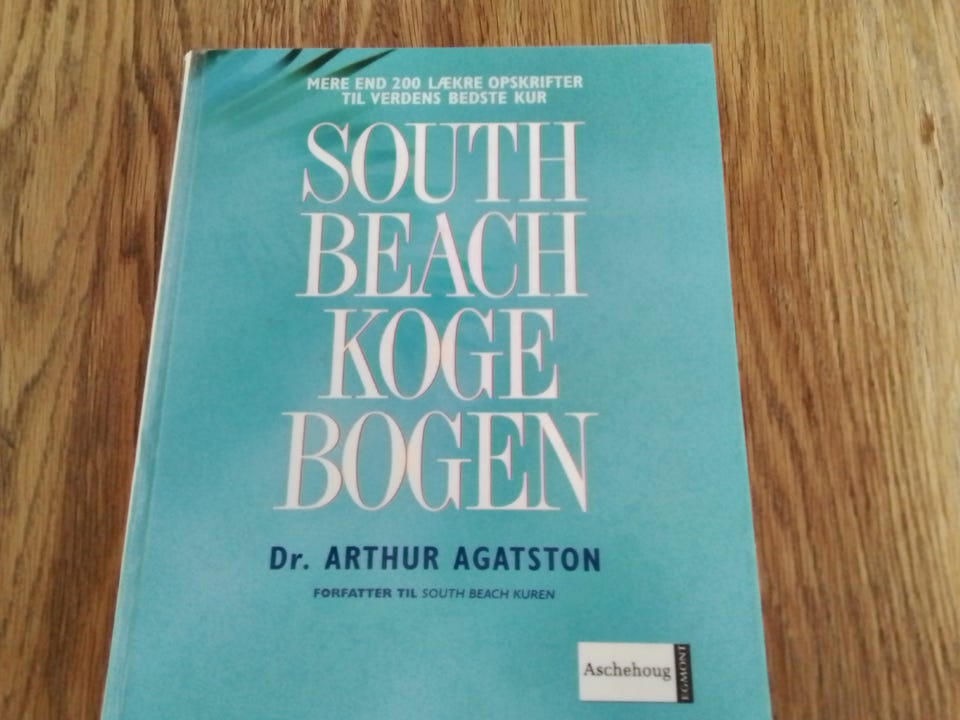 MERE END 200 LÆKRE OPSKRIFTER
TIL VERDENS BEDSTE KUR
SOUTH
BEACH
KOGE
BOGEN
Dr. ARTHUR AGATSTON
FORFATTER TIL SOUTH BEACH KUREN
Aschehoug
EGMONT